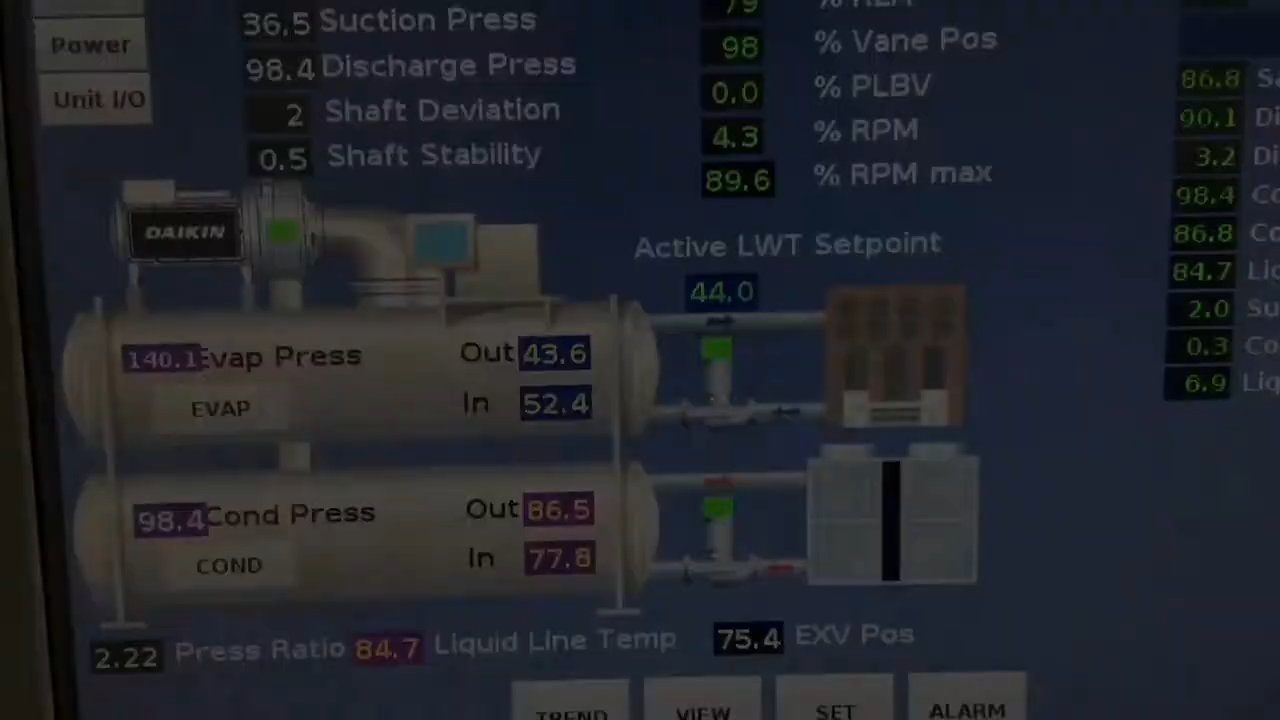 36.5 Suction Press
79
Power
98 % Vane Pos
98.4 Discharge Press
86.8
Unit I/O
0.0 % PLBV
90.1
2 Shaft Deviation
4.3 % RPM
3.2
0.5 Shaft Stability
89.6 % RPM max
98.4
DAIKIN
86.8
Active LWT Setpoint
84.7
44.0
2.0
140.1 Evap Press
Out 43.6
0.3
EVAP
In 52.4
6.9
98.4 Cond Press
Out 86.5
COND
In 77.8
2.22 Press Ratio 84.7 Liquid Line Temp 75.4 EXV Pos
TREND VIEW SET ALARM